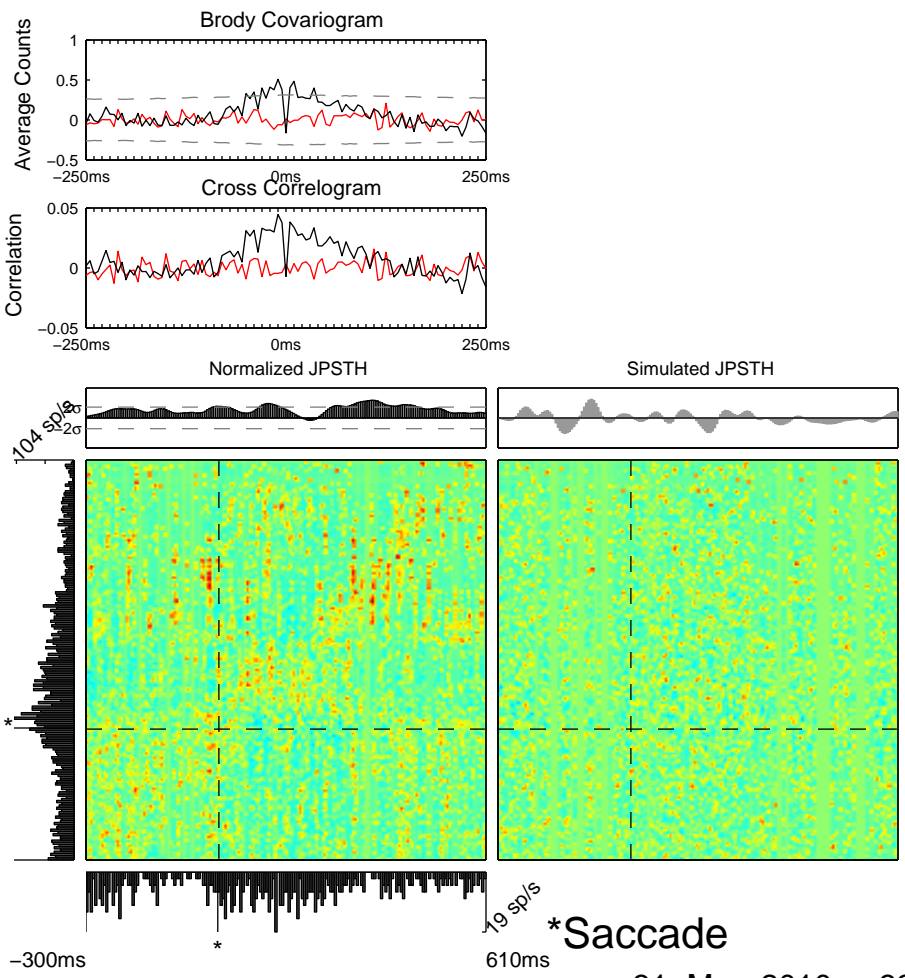 Brody Covariogram
Average Counts
1
0.5
0
−0.5
−250ms
0ms
250ms
Cross Correlogram
Correlation
0.05
0
−0.05
−250ms
0ms
250ms
Normalized JPSTH
Simulated JPSTH
2σ
−2σ
104 sp/s
*
*
19 sp/s
*Saccade
−300ms
610ms